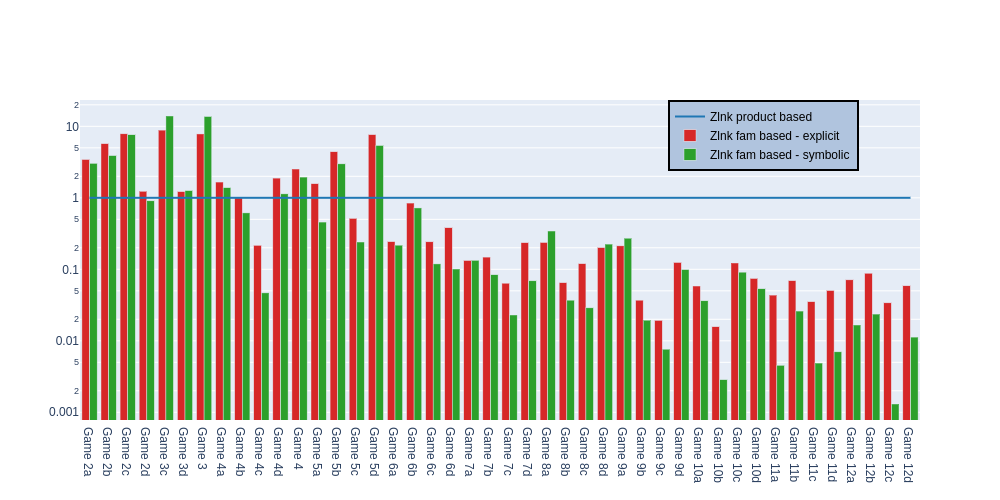 Zlnk product based
Zlnk fam based - explicit
Zlnk fam based - symbolic
2
10
5
2
1
5
2
0.1
5
2
0.01
5
2
0.001
Game 2a
Game 2b
Game 2c
Game 2d
Game 3c
Game 3d
Game 3
Game 4a
Game 4b
Game 4c
Game 4d
Game 4
Game 5a
Game 5b
Game 5c
Game 5d
Game 6a
Game 6b
Game 6c
Game 6d
Game 7a
Game 7b
Game 7c
Game 7d
Game 8a
Game 8b
Game 8c
Game 8d
Game 9a
Game 9b
Game 9c
Game 9d
Game 10a
Game 10b
Game 10c
Game 10d
Game 11a
Game 11b
Game 11c
Game 11d
Game 12a
Game 12b
Game 12c
Game 12d